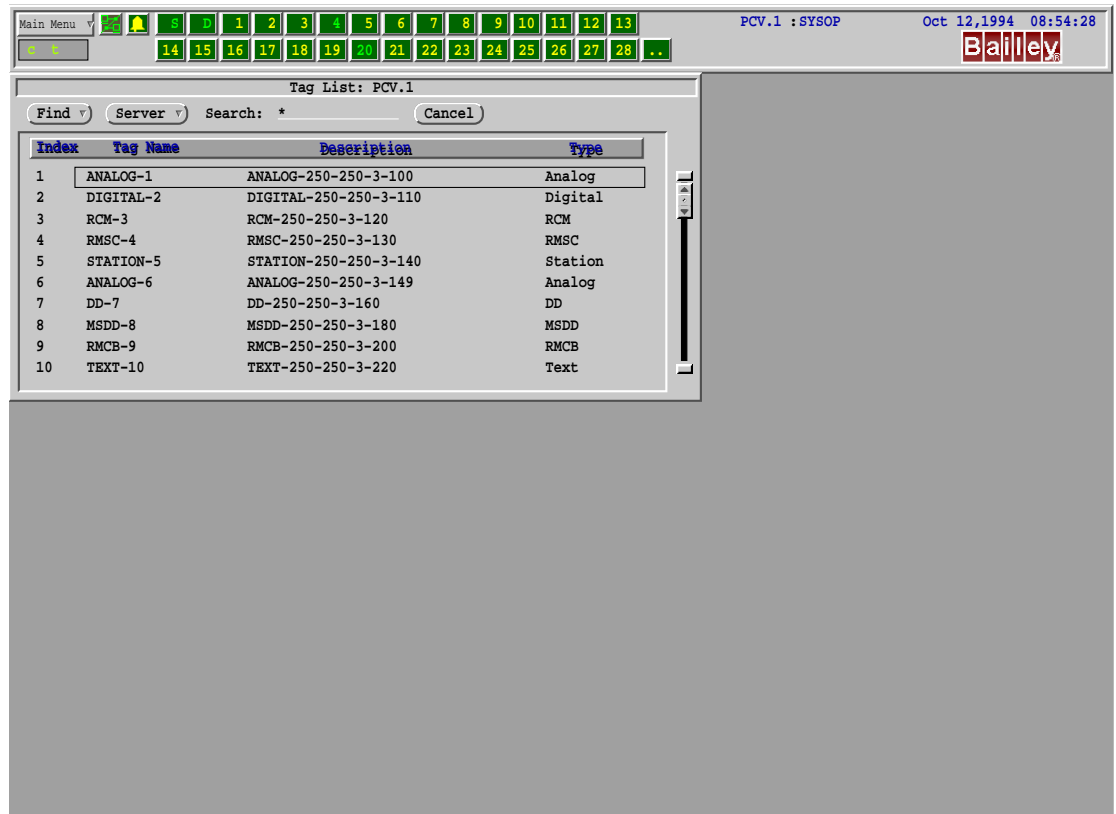 Main Menu S D 1 2 3 4 5 6 7 8 9 10 11 12 13 PCV.1 :SYSOP Oct 12,1994 08:54:28
c t 14 15 16 17 18 19 20 21 22 23 24 25 26 27 28 .. Bailey®
Tag List: PCV.1
Find Server Search: * Cancel
Index Tag Name Description Type
1 ANALOG-1 ANALOG-250-250-3-100 Analog
2 DIGITAL-2 DIGITAL-250-250-3-110 Digital
3 RCM-3 RCM-250-250-3-120 RCM
4 RMSC-4 RMSC-250-250-3-130 RMSC
5 STATION-5 STATION-250-250-3-140 Station
6 ANALOG-6 ANALOG-250-250-3-149 Analog
7 DD-7 DD-250-250-3-160 DD
8 MSDD-8 MSDD-250-250-3-180 MSDD
9 RMCB-9 RMCB-250-250-3-200 RMCB
10 TEXT-10 TEXT-250-250-3-220 Text